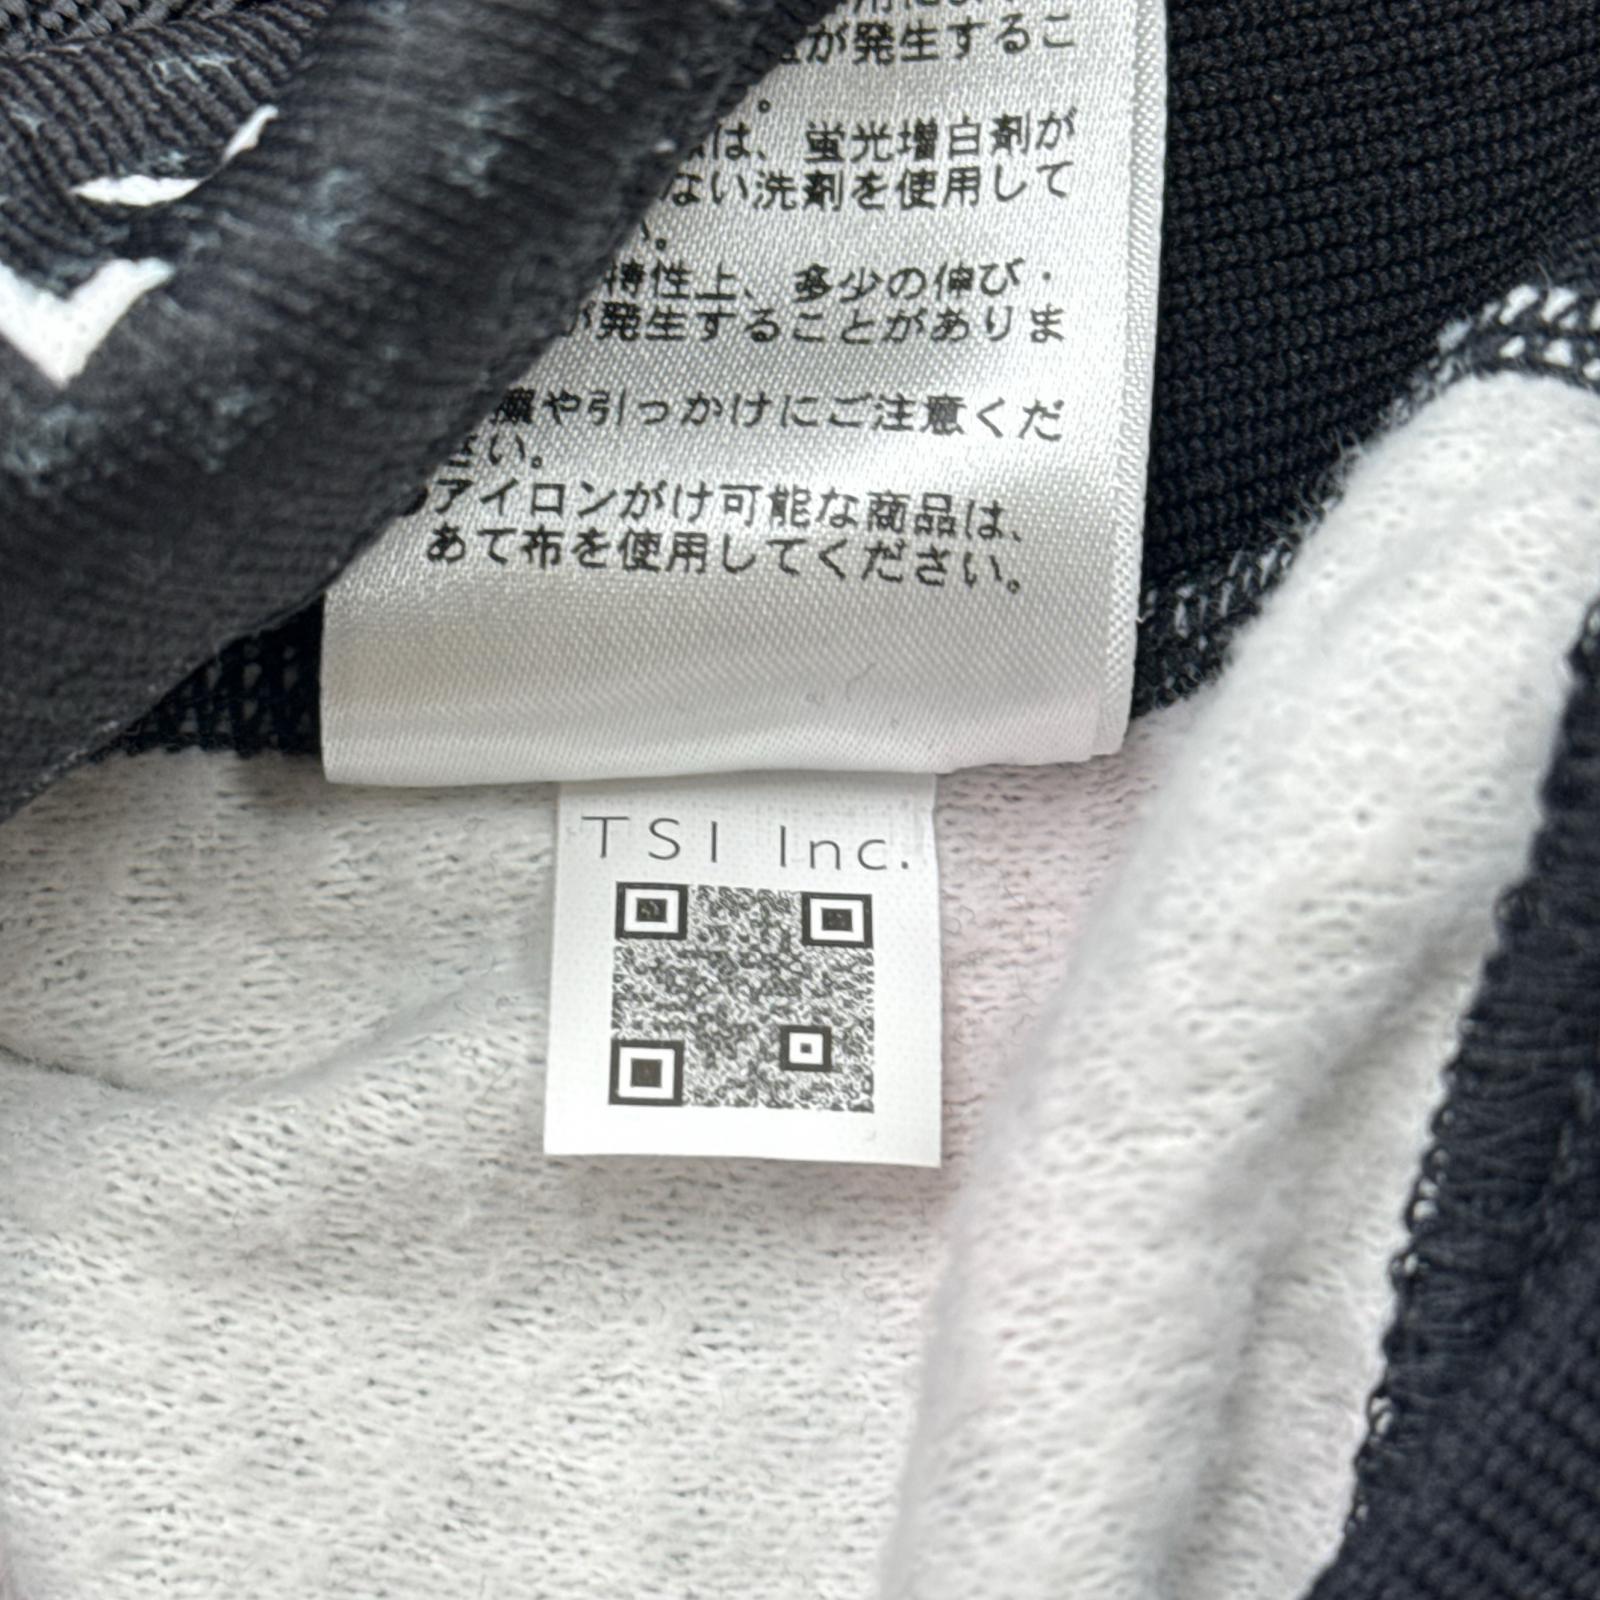 が発生するこ
。
は、蛍光増白剤が
ない洗剤を使用して
い。
特性上、多少の伸び・
が発生することがありま
や引っかけにご注意くだ
さい。
アイロンがけ可能な商品は、
あて布を使用してください。
TSI Inc.